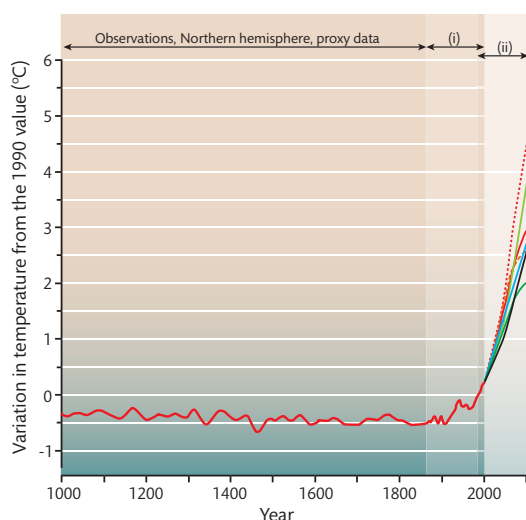 Observations, Northern hemisphere, proxy data
(i)
(ii)
Variation in temperature from the 1990 value (ºC)
6
5
4
3
2
1
0
-1
1000 1200 1400 1600 1800 2000
Year